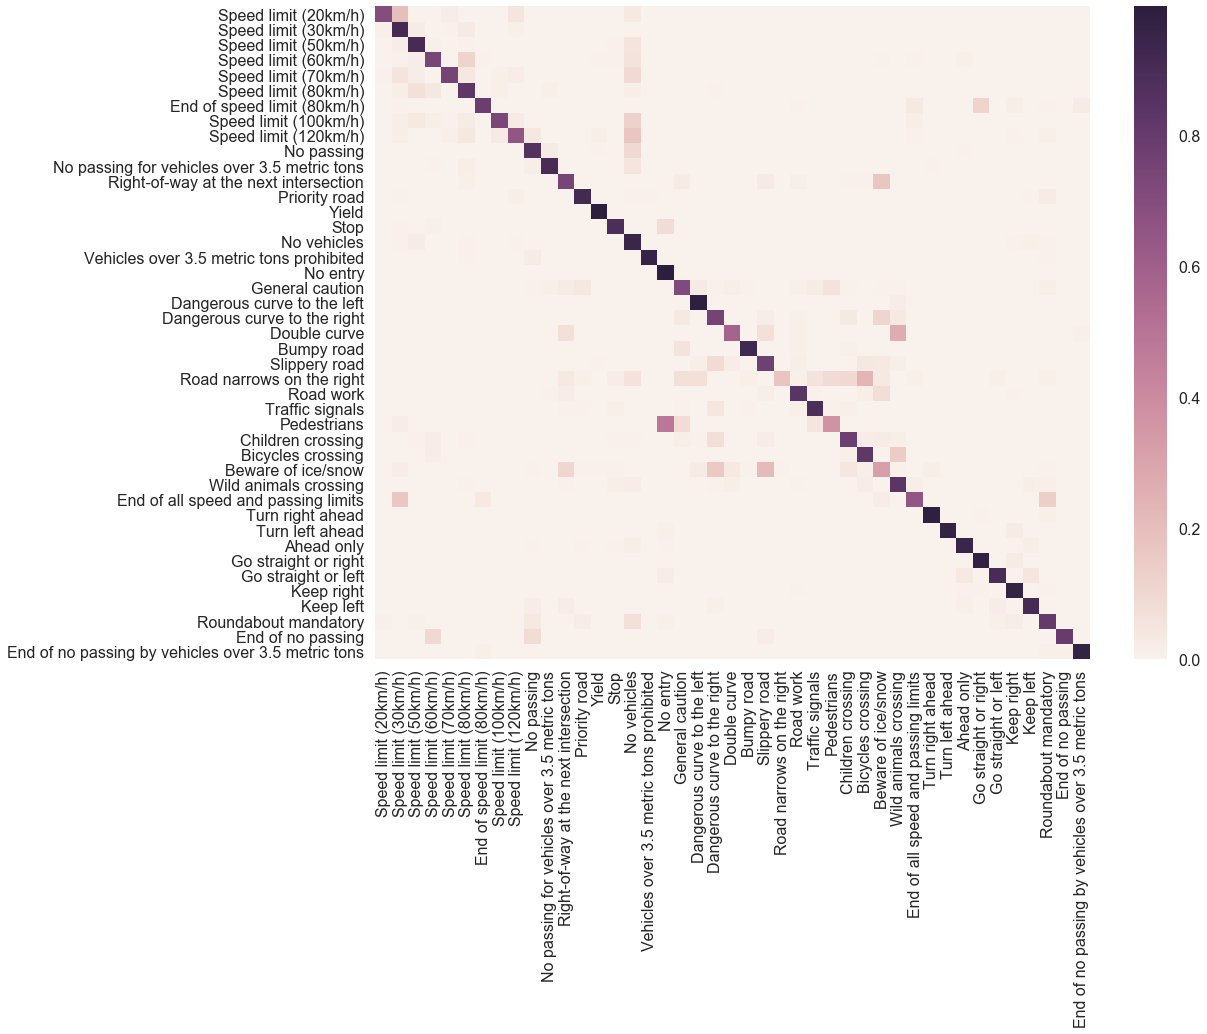 Speed limit (20km/h)
Speed limit (30km/h)
Speed limit (50km/h)
Speed limit (60km/h)
Speed limit (70km/h)
Speed limit (80km/h)
End of speed limit (80km/h)
Speed limit (100km/h)
Speed limit (120km/h)
No passing
No passing for vehicles over 3.5 metric tons
Right-of-way at the next intersection
Priority road
Yield
Stop
No vehicles
Vehicles over 3.5 metric tons prohibited
No entry
General caution
Dangerous curve to the left
Dangerous curve to the right
Double curve
Bumpy road
Slippery road
Road narrows on the right
Road work
Traffic signals
Pedestrians
Children crossing
Bicycles crossing
Beware of ice/snow
Wild animals crossing
End of all speed and passing limits
Turn right ahead
Turn left ahead
Ahead only
Go straight or right
Go straight or left
Keep right
Keep left
Roundabout mandatory
End of no passing
End of no passing by vehicles over 3.5 metric tons
Speed limit (20km/h)
Speed limit (30km/h)
Speed limit (50km/h)
Speed limit (60km/h)
Speed limit (70km/h)
Speed limit (80km/h)
End of speed limit (80km/h)
Speed limit (100km/h)
Speed limit (120km/h)
No passing
No passing for vehicles over 3.5 metric tons
Right-of-way at the next intersection
Priority road
Yield
Stop
No vehicles
Vehicles over 3.5 metric tons prohibited
No entry
General caution
Dangerous curve to the left
Dangerous curve to the right
Double curve
Bumpy road
Slippery road
Road narrows on the right
Road work
Traffic signals
Pedestrians
Children crossing
Bicycles crossing
Beware of ice/snow
Wild animals crossing
End of all speed and passing limits
Turn right ahead
Turn left ahead
Ahead only
Go straight or right
Go straight or left
Keep right
Keep left
Roundabout mandatory
End of no passing
End of no passing by vehicles over 3.5 metric tons
0.8
0.6
0.4
0.2
0.0